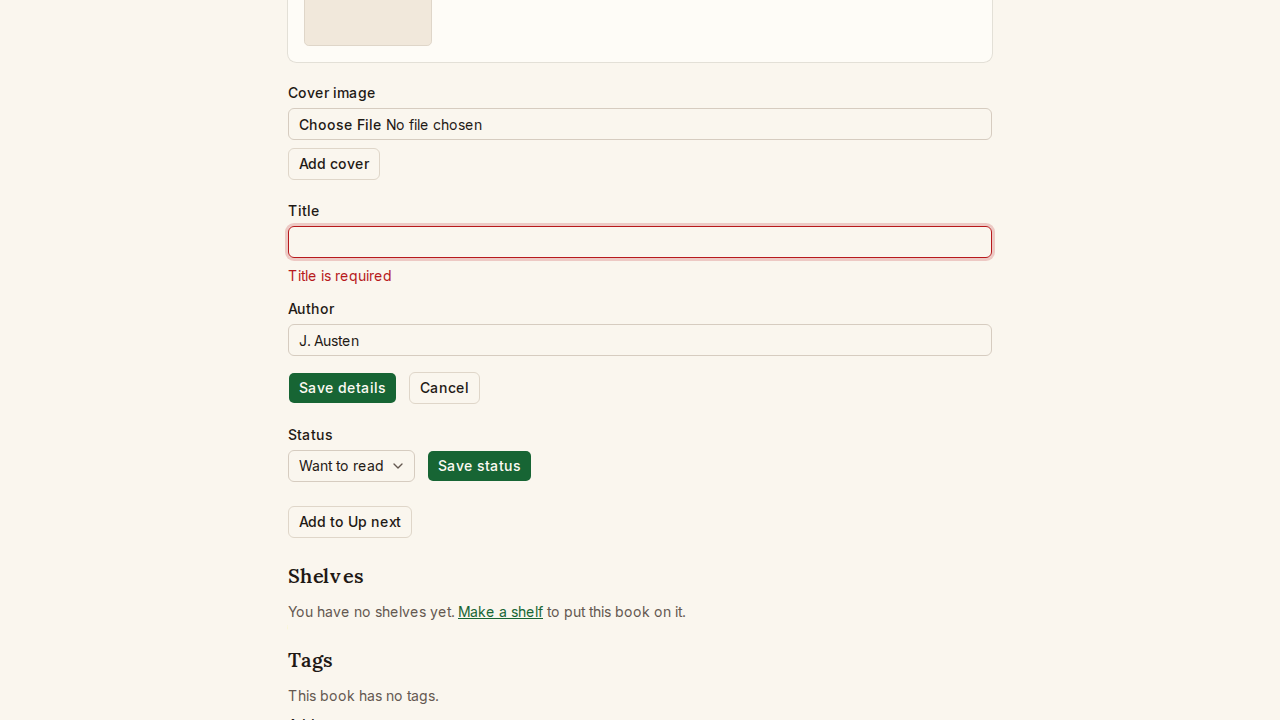 Cover image
Choose File No file chosen
Add cover
Title
Title is required
Author
J. Austen
Save details Cancel
Status
Want to read Save status
Add to Up next
Shelves
You have no shelves yet. Make a shelf to put this book on it.
Tags
This book has no tags.